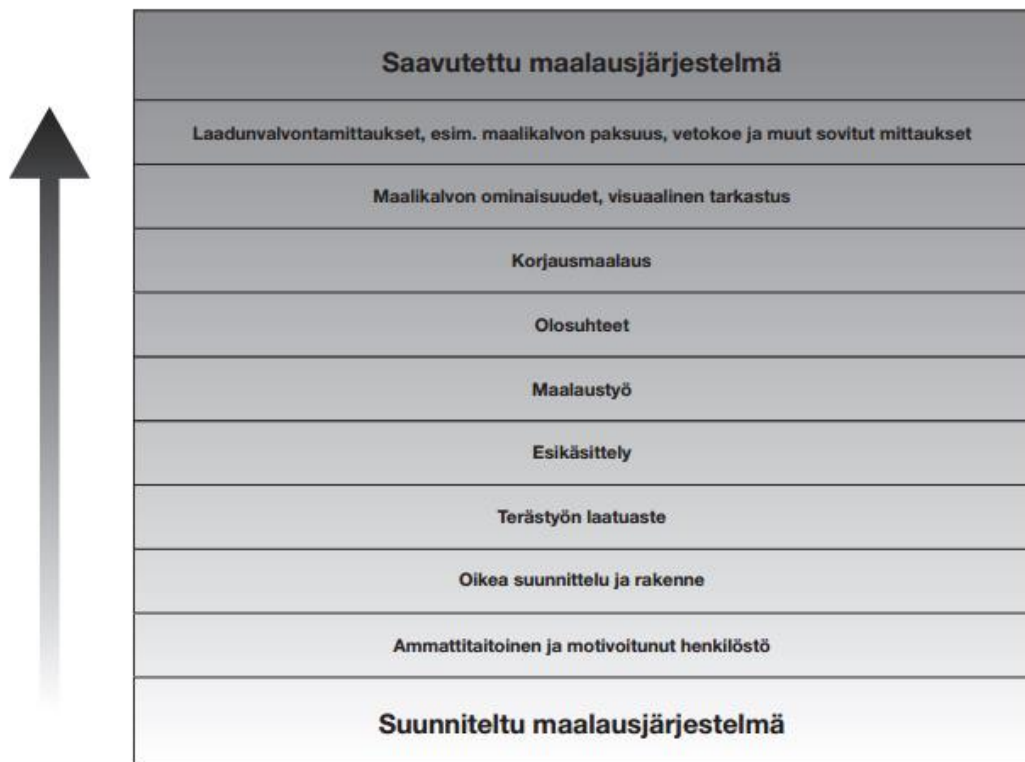 Saavutettu maalausjärjestelmä
Laadunvalvontamittaukset, esim. maalikalvon paksuus, vetokoe ja muut sovitut mittaukset
Maalikalvon ominaisuudet, visuaalinen tarkastus
Korjausmaalaus
Olosuhteet
Maalaustyö
Esikäsittely
Terästyön laatuaste
Oikea suunnittelu ja rakenne
Ammattitaitoinen ja motivoitunut henkilöstö
Suunniteltu maalausjärjestelmä